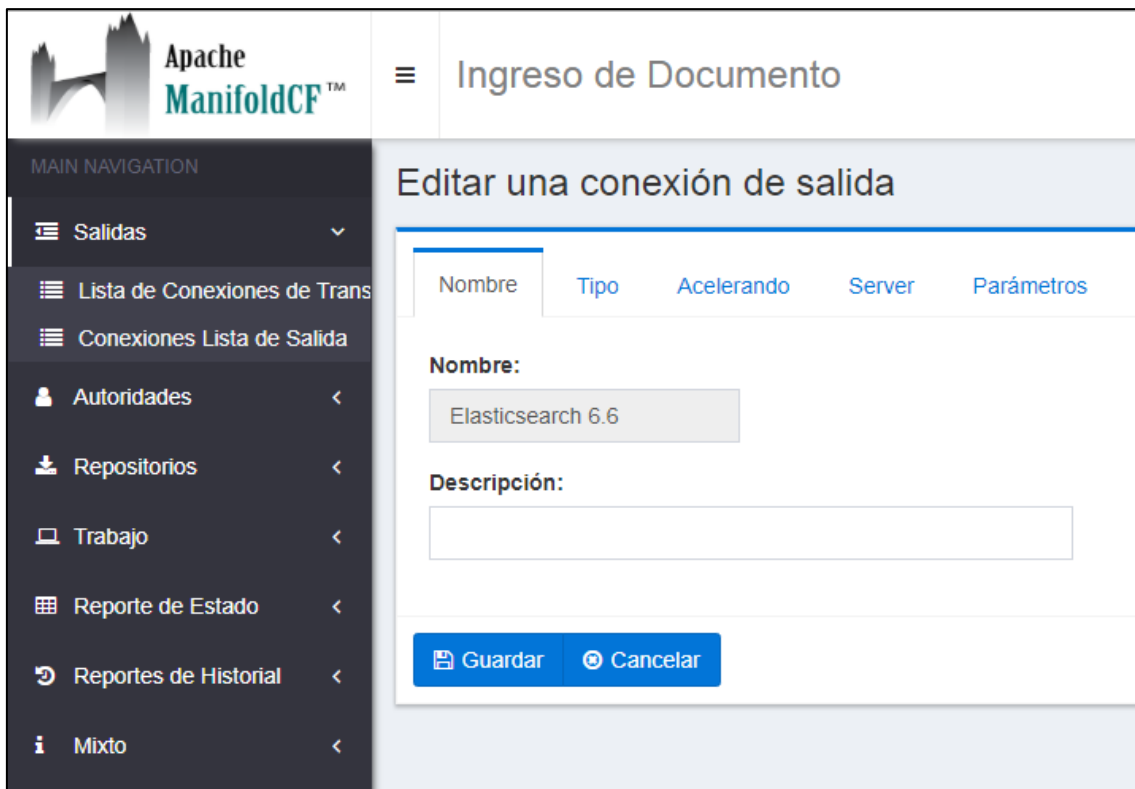 Apache
ManifoldCF™
Ingreso de Documento
MAIN NAVIGATION
Salidas
Lista de Conexiones de Trans
Conexiones Lista de Salida
Autoridades
Repositorios
Trabajo
Reporte de Estado
Reportes de Historial
Mixto
Editar una conexión de salida
Nombre Tipo Acelerando Server Parámetros
Nombre:
Elasticsearch 6.6
Descripción:
Guardar Cancelar